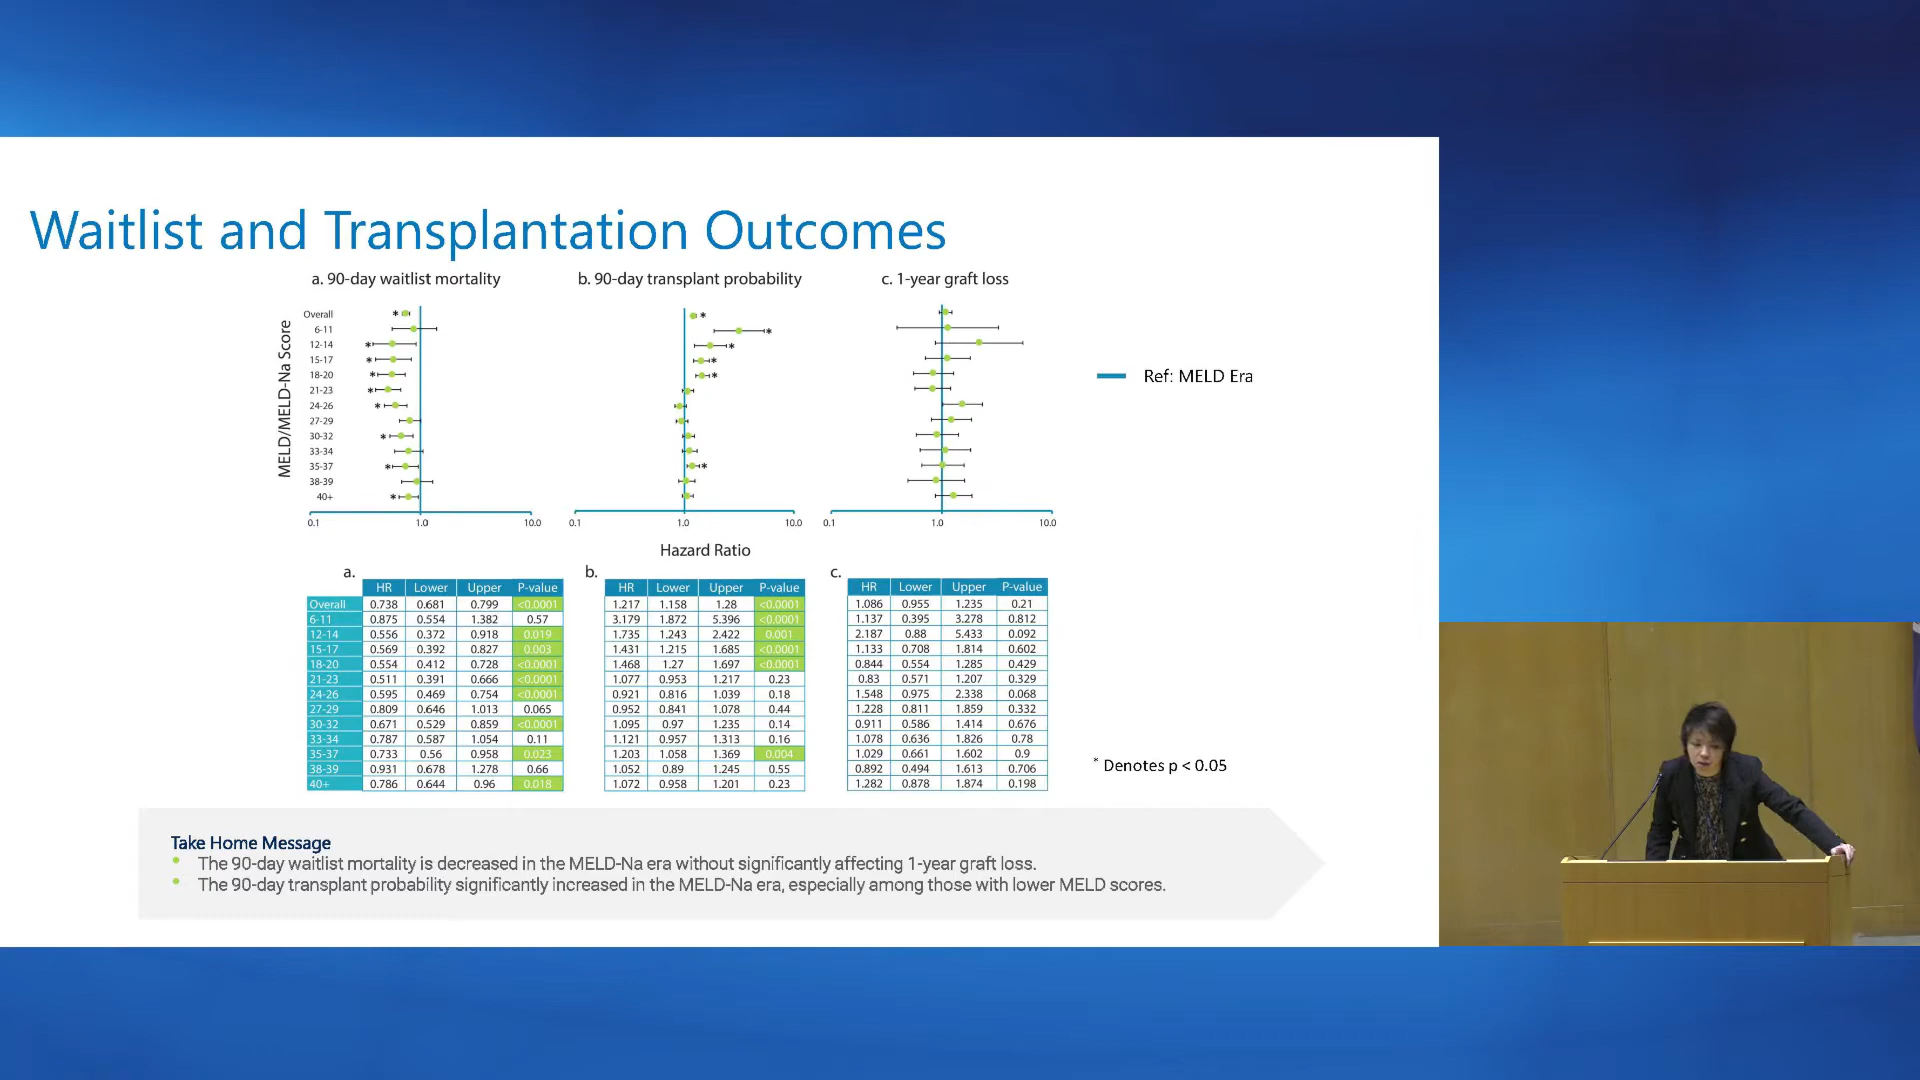 Waitlist and Transplantation Outcomes
a. 90-day waitlist mortality
b. 90-day transplant probability
c. 1-year graft loss
MELD/MELD-Na Score
Overall
6-11
12-14
15-17
18-20
21-23
24-26
27-29
30-32
33-34
35-37
38-39
40+
0.1 1.0 10.0
0.1 1.0 10.0
0.1 1.0 10.0
Hazard Ratio
Ref: MELD Era
a.
HR Lower Upper P-value
Overall 0.738 0.681 0.799 <0.0001
6-11 0.875 0.554 1.382 0.57
12-14 0.556 0.372 0.918 0.019
15-17 0.569 0.392 0.827 0.003
18-20 0.554 0.412 0.728 <0.0001
21-23 0.511 0.391 0.666 <0.0001
24-26 0.595 0.469 0.754 <0.0001
27-29 0.809 0.646 1.013 0.065
30-32 0.671 0.529 0.859 <0.0001
33-34 0.787 0.587 1.054 0.11
35-37 0.733 0.56 0.958 0.023
38-39 0.931 0.678 1.278 0.66
40+ 0.786 0.644 0.96 0.018
b.
HR Lower Upper P-value
1.217 1.158 1.28 <0.0001
3.179 1.872 5.396 <0.0001
1.735 1.243 2.422 0.001
1.431 1.215 1.685 <0.0001
1.468 1.27 1.697 <0.0001
1.077 0.953 1.217 0.23
0.921 0.816 1.039 0.18
0.952 0.841 1.078 0.44
1.095 0.97 1.235 0.14
1.121 0.957 1.313 0.16
1.203 1.058 1.369 0.004
1.052 0.89 1.245 0.55
1.072 0.958 1.201 0.23
c.
HR Lower Upper P-value
1.086 0.955 1.235 0.21
1.137 0.395 3.278 0.812
2.187 0.88 5.433 0.092
1.133 0.708 1.814 0.602
0.844 0.554 1.285 0.429
0.83 0.571 1.207 0.329
1.548 0.975 2.338 0.068
1.228 0.811 1.859 0.332
0.911 0.586 1.414 0.676
1.078 0.636 1.826 0.78
1.029 0.661 1.602 0.9
0.892 0.494 1.613 0.706
1.282 0.878 1.874 0.198
* Denotes p < 0.05
Take Home Message
• The 90-day waitlist mortality is decreased in the MELD-Na era without significantly affecting 1-year graft loss.
• The 90-day transplant probability significantly increased in the MELD-Na era, especially among those with lower MELD scores.